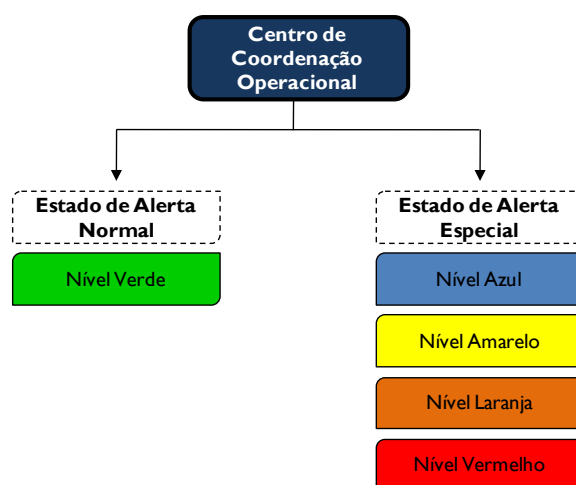 Centro de
Coordenação
Operacional
Estado de Alerta
Normal
Nível Verde
Estado de Alerta
Especial
Nível Azul
Nível Amarelo
Nível Laranja
Nível Vermelho